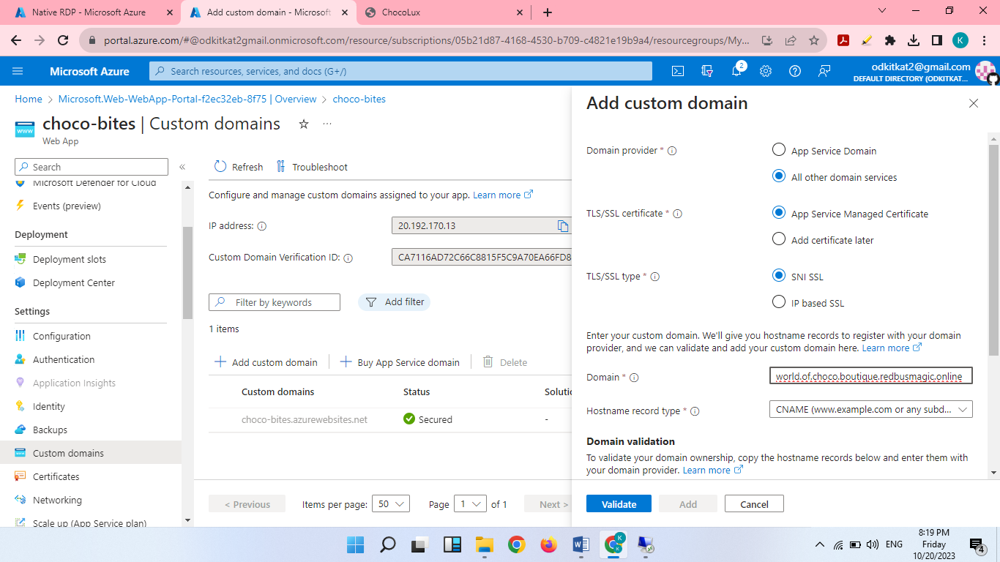 Native RDP - Microsoft Azure
Add custom domain - Microsoft
ChocoLux
portal.azure.com/#@odkitkat2gmail.onmicrosoft.com/resource/subscriptions/05b21d87-4168-4530-b709-c4821e19b9a4/resourcegroups/My...
K
Microsoft Azure
Search resources, services, and docs (G+/)
2
odkitkat2@gmail.com
DEFAULT DIRECTORY (ODKITKAT...
Home > Microsoft.Web-WebApp-Portal-f2ec32eb-8f75 | Overview > choco-bites
choco-bites | Custom domains
...
Web App
Search
«
Microsoft Defender for Cloud
Events (preview)
Deployment
Deployment slots
Deployment Center
Settings
Configuration
Authentication
Application Insights
Identity
Backups
Custom domains
Certificates
Networking
Scale up (App Service plan)
Refresh
Troubleshoot
Configure and manage custom domains assigned to your app. Learn more
IP address:
20.192.170.13
Custom Domain Verification ID:
CA7116AD72C66C8815F5C9A70EA66FD8
Filter by keywords
Add filter
1 items
Add custom domain
Buy App Service domain
Delete
Custom domains
Status
Solutio
choco-bites.azurewebsites.net
Secured
-
< Previous
Items per page: 50
Page 1 of 1
Next >
Add custom domain
Domain provider *
App Service Domain
All other domain services
TLS/SSL certificate *
App Service Managed Certificate
Add certificate later
TLS/SSL type *
SNI SSL
IP based SSL
Enter your custom domain. We'll give you hostname records to register with your domain
provider, and we can validate and add your custom domain here. Learn more
Domain *
world.of.choco.boutique.redbusmagic.online
Hostname record type *
CNAME (www.example.com or any subd...
Domain validation
To validate your domain ownership, copy the hostname records below and enter them with
your domain provider. Learn more
Validate
Add
Cancel
K
ENG
8:19 PM
Friday
10/20/2023
4